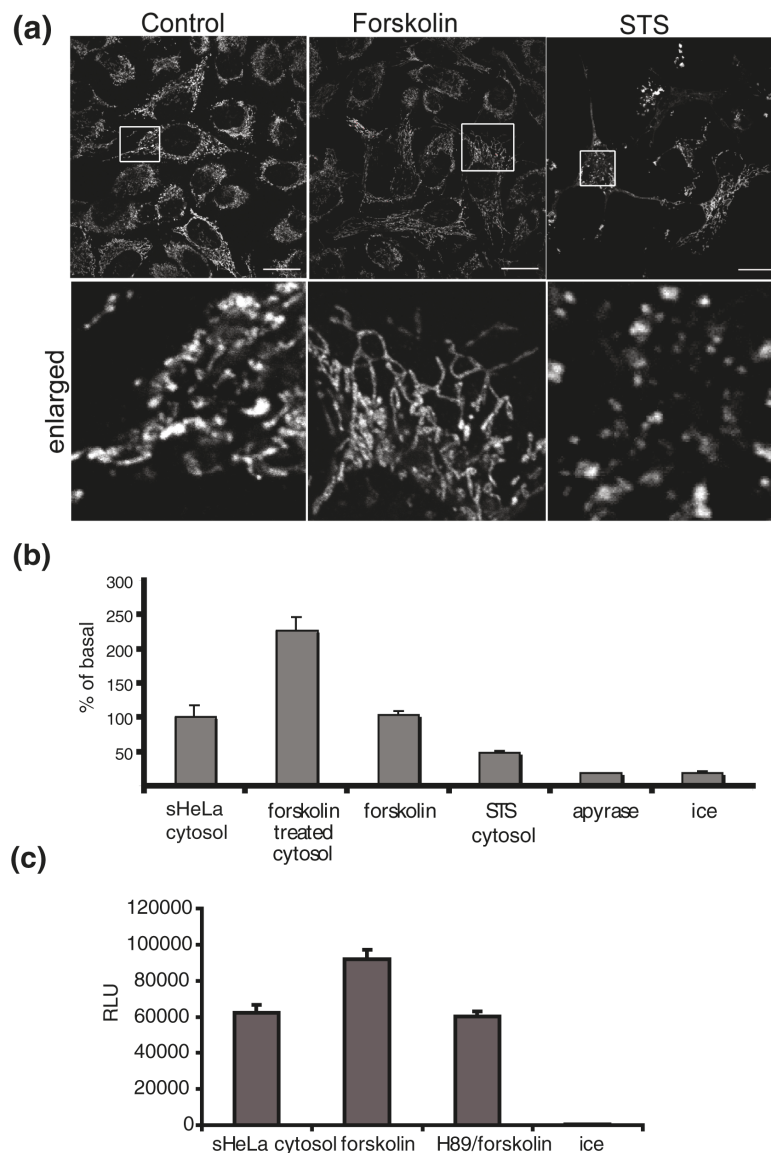 (a)
Control Forskolin STS
enlarged
(b)
% of basal
300
250
200
150
100
50
sHeLa cytosol
forskolin treated cytosol
forskolin
STS cytosol
apyrase
ice
(c)
RLU
120000
100000
80000
60000
40000
20000
0
sHeLa cytosol forskolin H89/forskolin ice